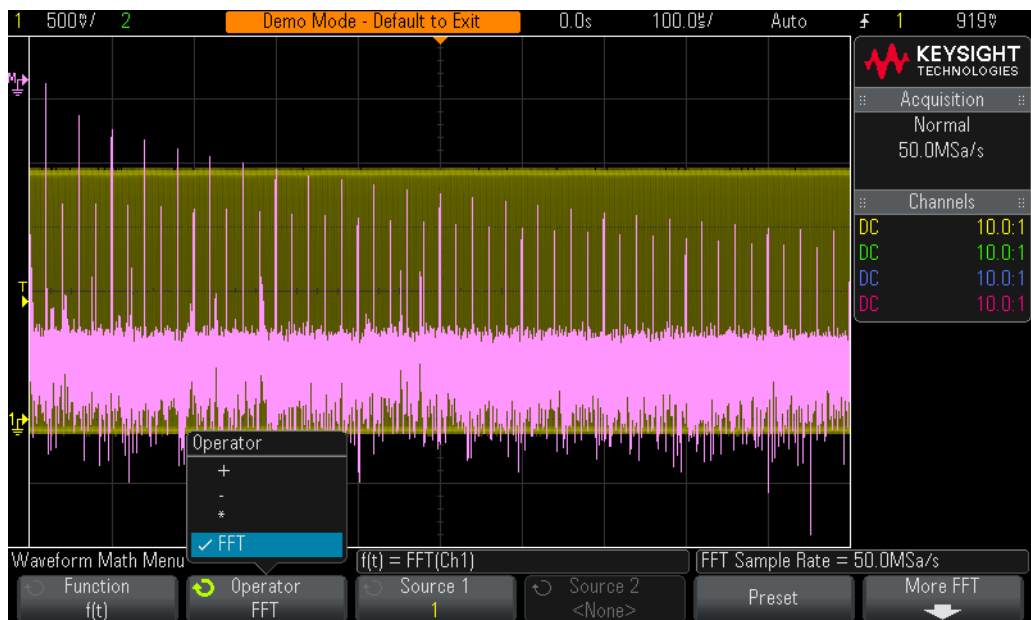 1 500♥/ 2 Demo Mode - Default to Exit 0.0s 100.0㎲/ Auto 1 919
KEYSIGHT
TECHNOLOGIES
Acquisition
Normal
50.0MSa/s
Channels
DC 10.0:1
DC 10.0:1
DC 10.0:1
DC 10.0:1
M
T
1
Operator
+
-
*
✓ FFT
Waveform Math Menu f(t) = FFT(Ch1) FFT Sample Rate = 50.0MSa/s
Function Operator Source 1 Source 2 Preset More FFT
f(t) FFT 1 <None>